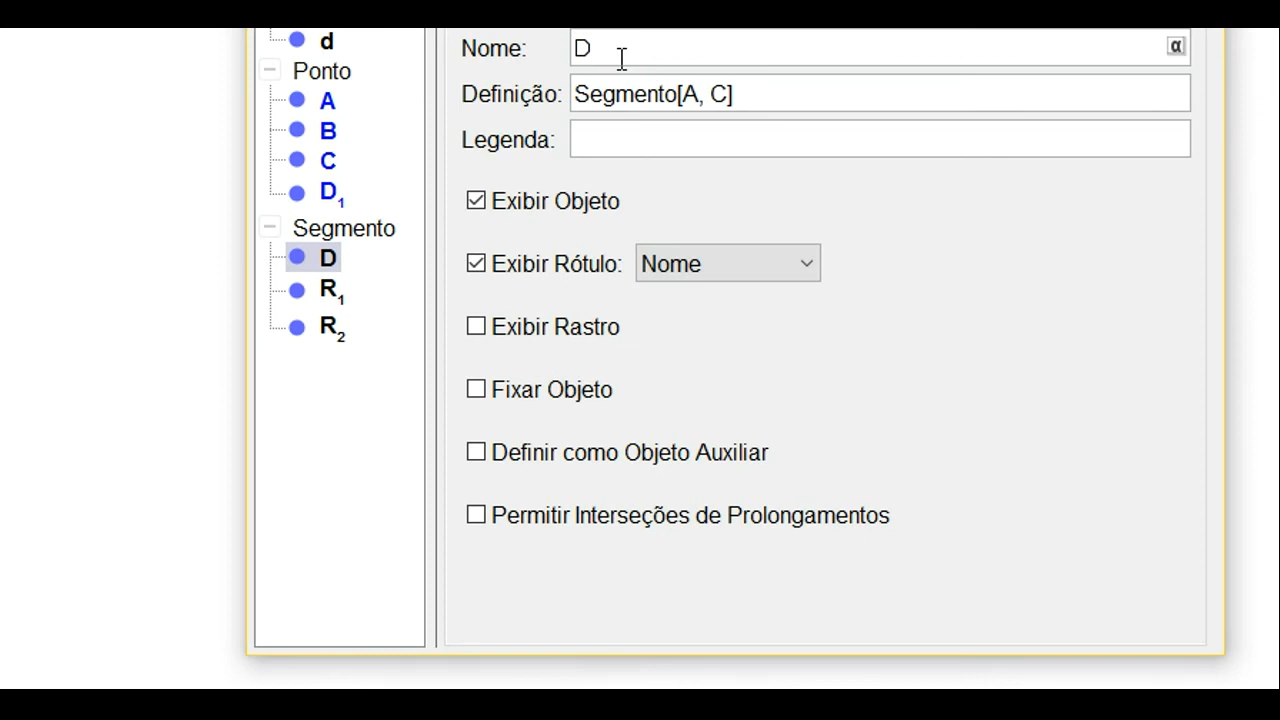 d
Ponto
A
B
C
D₁
Segmento
D
R₁
R₂
Nome: D α
Definição: Segmento[A, C]
Legenda:
Exibir Objeto
Exibir Rótulo: Nome
Exibir Rastro
Fixar Objeto
Definir como Objeto Auxiliar
Permitir Interseções de Prolongamentos